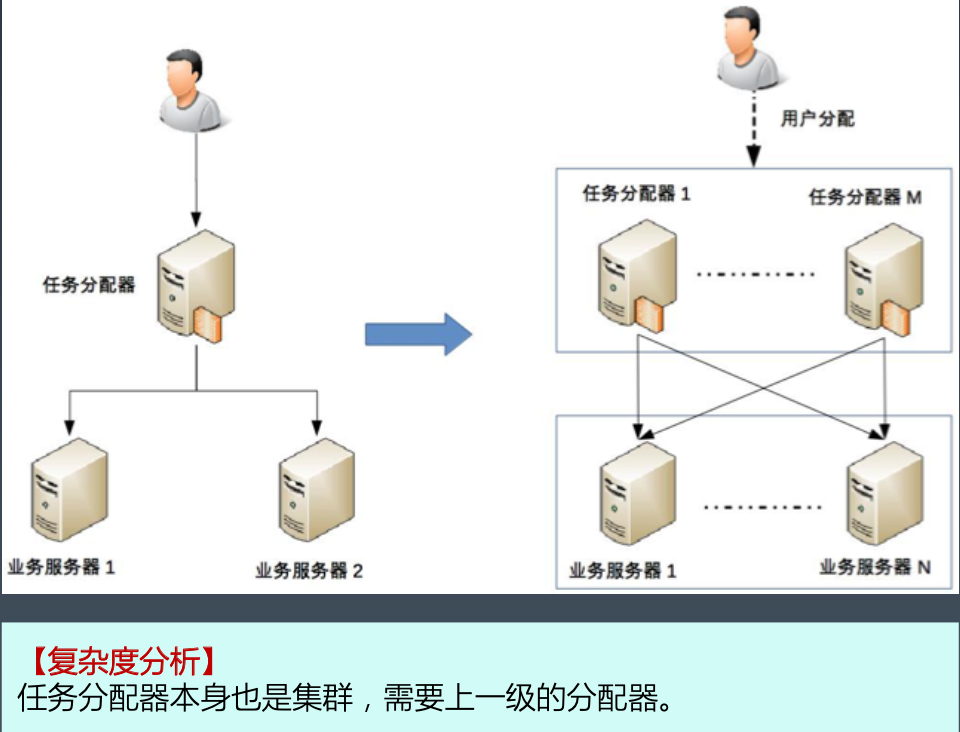 用户分配
任务分配器 1
任务分配器 M
任务分配器
业务服务器 1
业务服务器 2
业务服务器 1
业务服务器 N
【复杂度分析】
任务分配器本身也是集群，需要上一级的分配器。